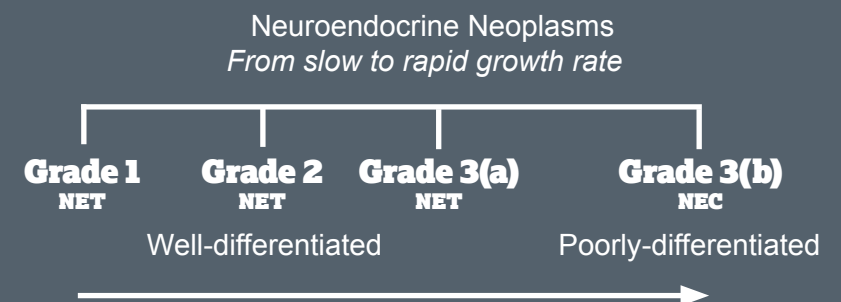 Neuroendocrine Neoplasms
From slow to rapid growth rate
Grade 1 Grade 2 Grade 3(a) Grade 3(b)
NET NET NET NEC
Well-differentiated Poorly-differentiated